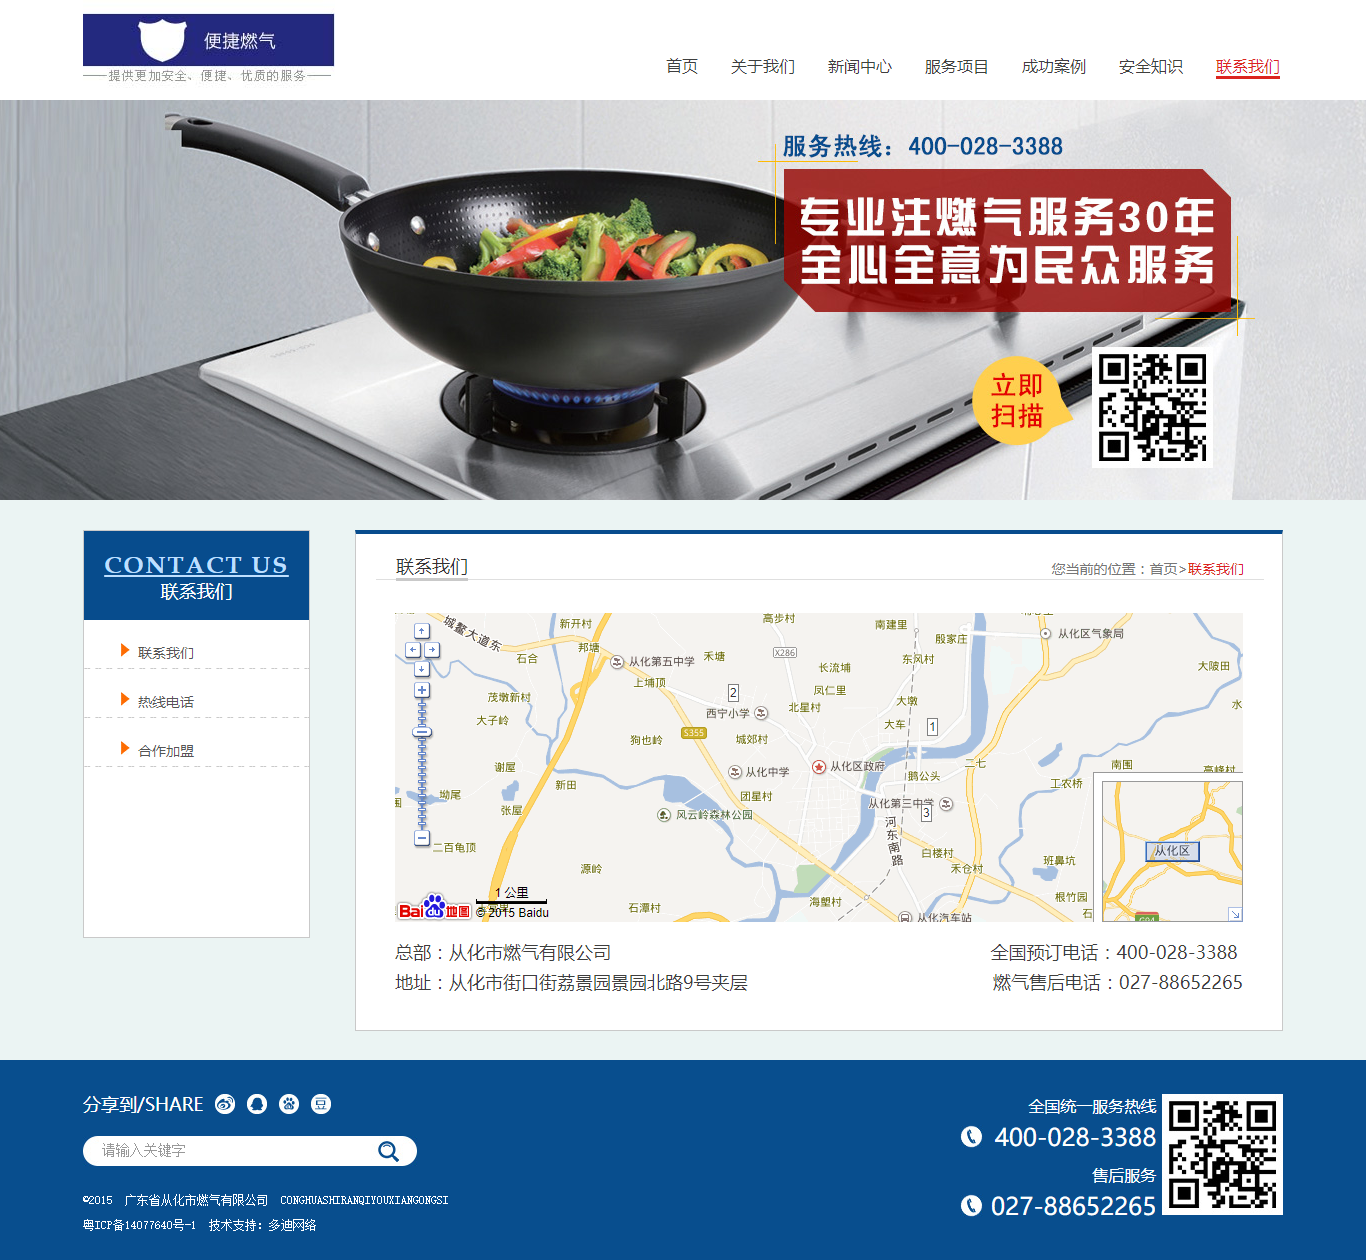 便捷燃气
提供更加安全、便捷、优质的服务
首页 关于我们 新闻中心 服务项目 成功案例 安全知识 联系我们
服务热线：400-028-3388
专业注燃气服务30年
全心全意为民众服务
立即
扫描
CONTACT US
联系我们
联系我们
热线电话
合作加盟
联系我们
您当前的位置：首页>联系我们
城鳌大道东
新开村
高步村
南建里
殷家庄
从化区气象局
石合
邦塘
从化第五中学
禾塘
X286
长流埔
东风村
大陂田
上埔顶
茂墩新村
2
凤仁里
大墩
水
大子岭
西宁小学
北星村
大车
1
狗也岭
S355
城郊村
谢屋
从化中学
从化区政府
鹅公头
二七
南围
高峰村
新田
工农桥
坳尾
团星村
从化第三中学
张屋
风云岭森林公园
3
河东南路
从化区
二百龟顶
白楼村
班鼻坑
源岭
禾仓村
1 公里
石潭村
海塱村
根竹园
Bai 地图
© 2015 Baidu
从化汽车站
石
G94
总部：从化市燃气有限公司
全国预订电话：400-028-3388
地址：从化市街口街荔景园景园北路9号夹层
燃气售后电话：027-88652265
分享到/SHARE
豆
请输入关键字
©2015 广东省从化市燃气有限公司 CONGHUASHIRANQIYOUXIANGONGSI
粤ICP备14077640号-1 技术支持：多迪网络
全国统一服务热线
400-028-3388
售后服务
027-88652265